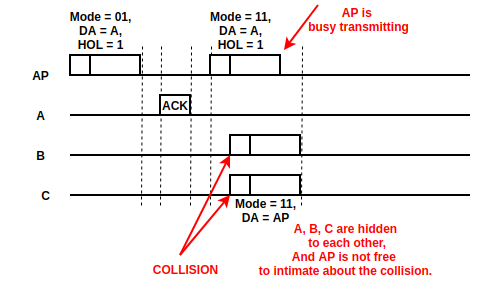 Mode = 01,
DA = A,
HOL = 1
Mode = 11,
DA = A,
HOL = 1
AP is
busy transmitting
AP
A
ACK
B
C
Mode = 11,
DA = AP
COLLISION
A, B, C are hidden
to each other,
And AP is not free
to intimate about the collision.